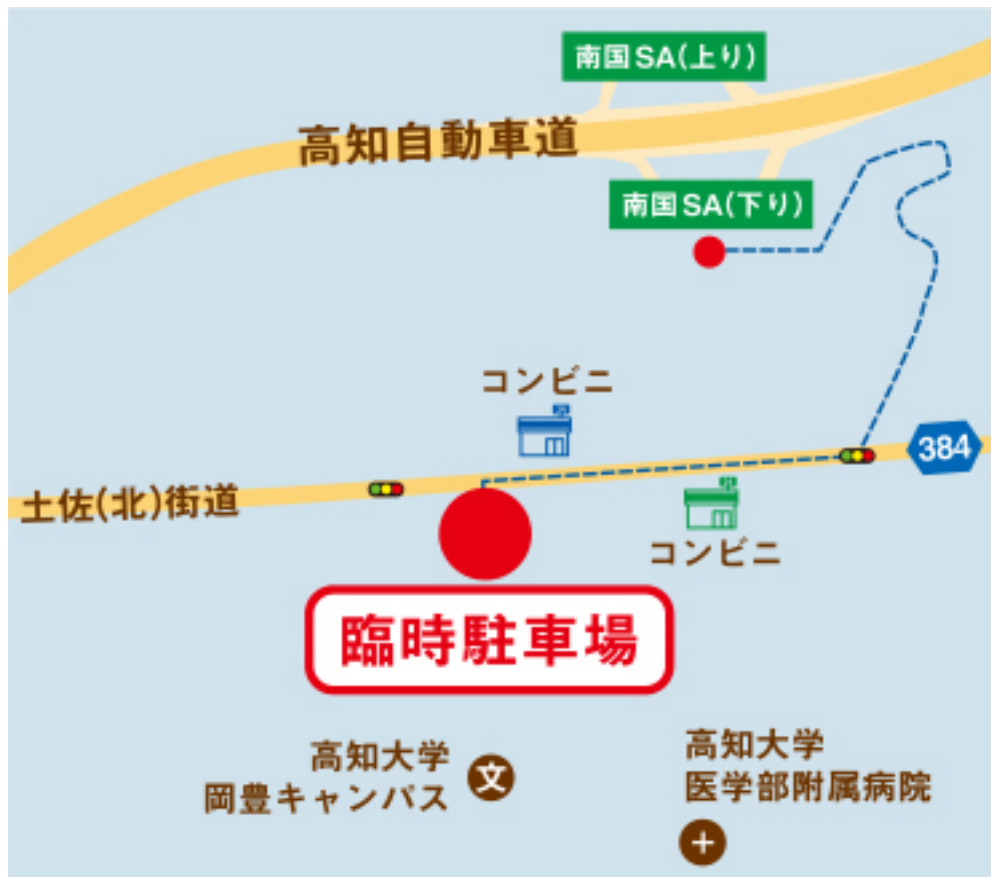 南国SA(上り)
高知自動車道
南国SA(下り)
コンビニ
384
土佐(北)街道
コンビニ
臨時駐車場
高知大学
岡豊キャンパス
文
高知大学
医学部附属病院